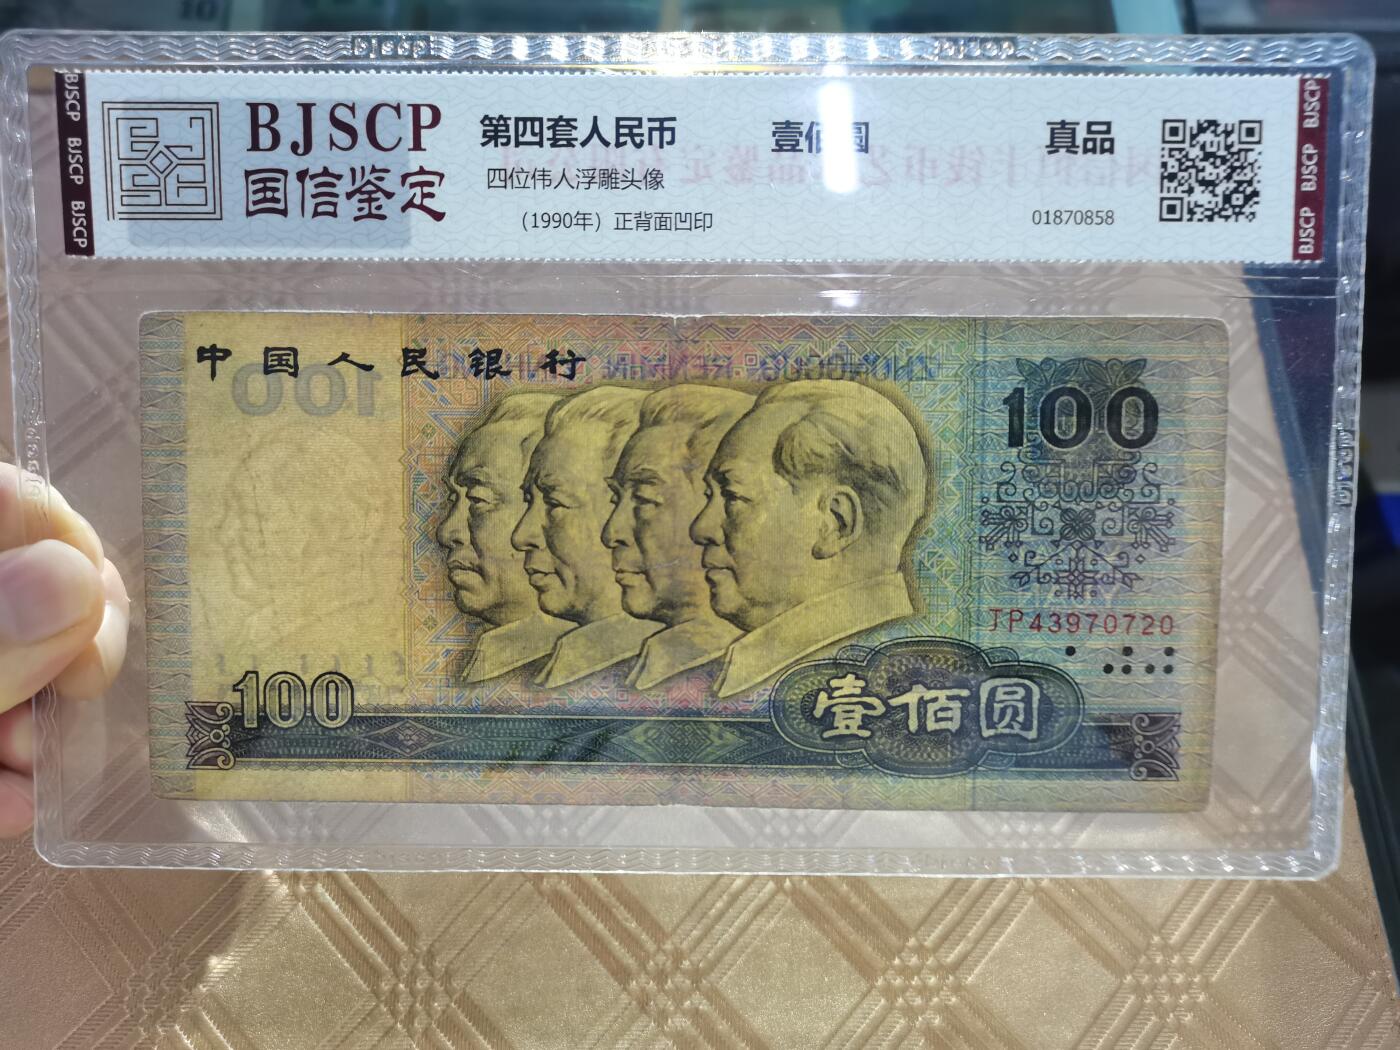 BJSCP
国信鉴定
第四套人民币
壹佰圆
真品
四位伟人浮雕头像
（1990年）正背面凹印
01870858
BJSCP
BJSCP
BJSCP
BJSCP
BJSCP
BJSCP
中国人民银行
100
JP43970720
100
壹佰圆